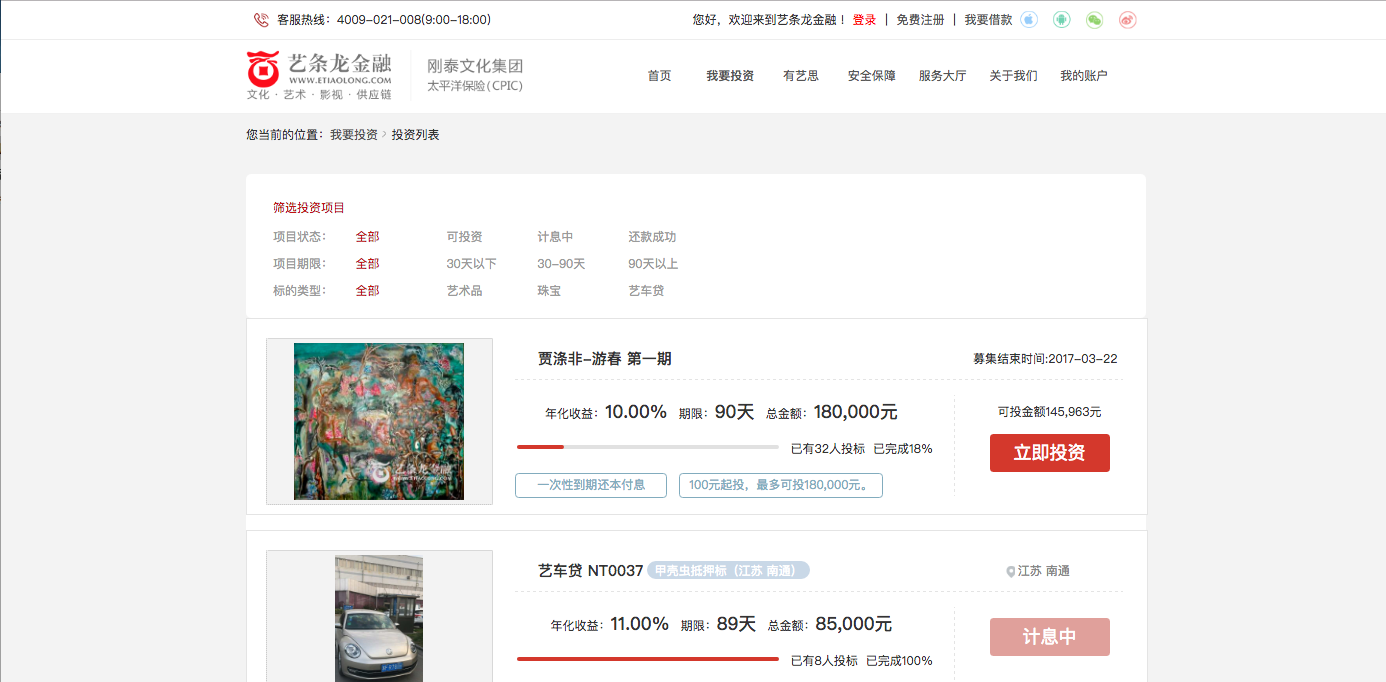 客服热线：4009-021-008(9:00-18:00)
您好，欢迎来到艺条龙金融！ 登录 | 免费注册 | 我要借款
艺条龙金融
WWW.ETIAOLONG.COM
文化 · 艺术 · 影视 · 供应链
刚泰文化集团
太平洋保险(CPIC)
首页 我要投资 有艺思 安全保障 服务大厅 关于我们 我的账户
您当前的位置： 我要投资 > 投资列表
筛选投资项目
项目状态： 全部 可投资 计息中 还款成功
项目期限： 全部 30天以下 30-90天 90天以上
标的类型： 全部 艺术品 珠宝 艺车贷
贾涤非-游春 第一期
募集结束时间:2017-03-22
年化收益：10.00% 期限：90天 总金额：180,000元
可投金额145,963元
已有32人投标 已完成18%
立即投资
一次性到期还本付息 100元起投，最多可投180,000元。
艺条龙金融
WWW.ETIAOLONG.COM
艺车贷 NT0037 甲壳虫抵押标（江苏 南通）
江苏 南通
年化收益：11.00% 期限：89天 总金额：85,000元
计息中
已有8人投标 已完成100%